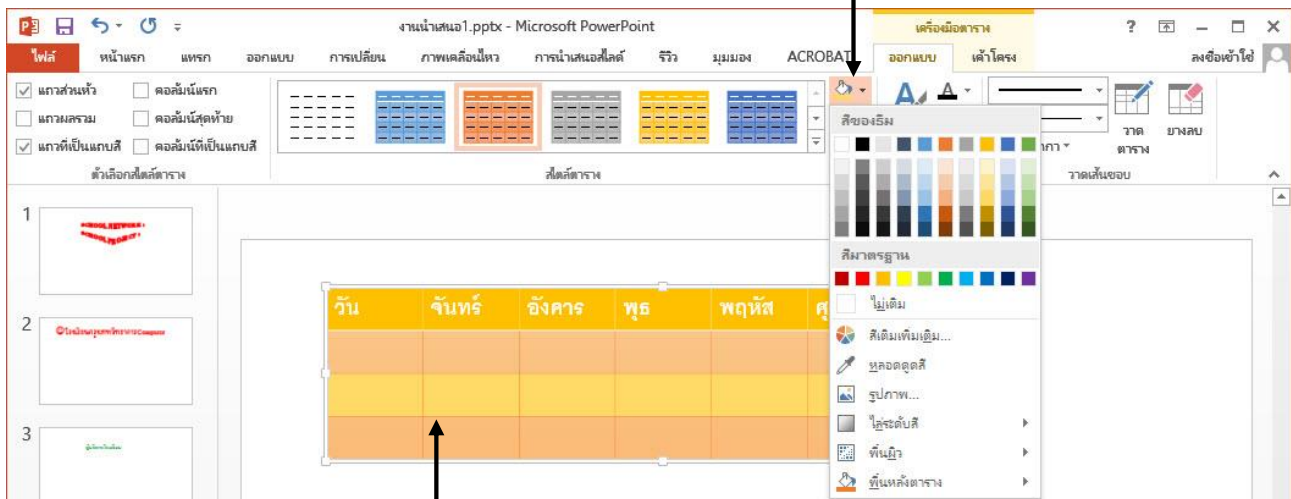 งานนำเสนอ1.pptx - Microsoft PowerPoint
เครื่องมือตาราง
ไฟล์ หน้าแรก แทรก ออกแบบ การเปลี่ยน ภาพเคลื่อนไหว การนำเสนอสไลด์ รีวิว มุมมอง ACROBAT ออกแบบ เค้าโครง ลงชื่อเข้าใช้
แถวส่วนหัว คอลัมน์แรก
แถวผลรวม คอลัมน์สุดท้าย
แถวที่เป็นแถบสี คอลัมน์ที่เป็นแถบสี
ตัวเลือกสไตล์ตาราง
สไตล์ตาราง
วาดตาราง
ยางลบ
วาดเส้นขอบ
สีของธีม
สีมาตรฐาน
ไม่เติม
สีเติมเพิ่มเติม...
หลอดดูดสี
รูปภาพ...
ไล่ระดับสี
พื้นผิว
พื้นหลังตาราง
1
SCHOOL NETWORK
SCHOOL PROJECT
2
3
วัน จันทร์ อังคาร พุธ พฤหัส ศุ